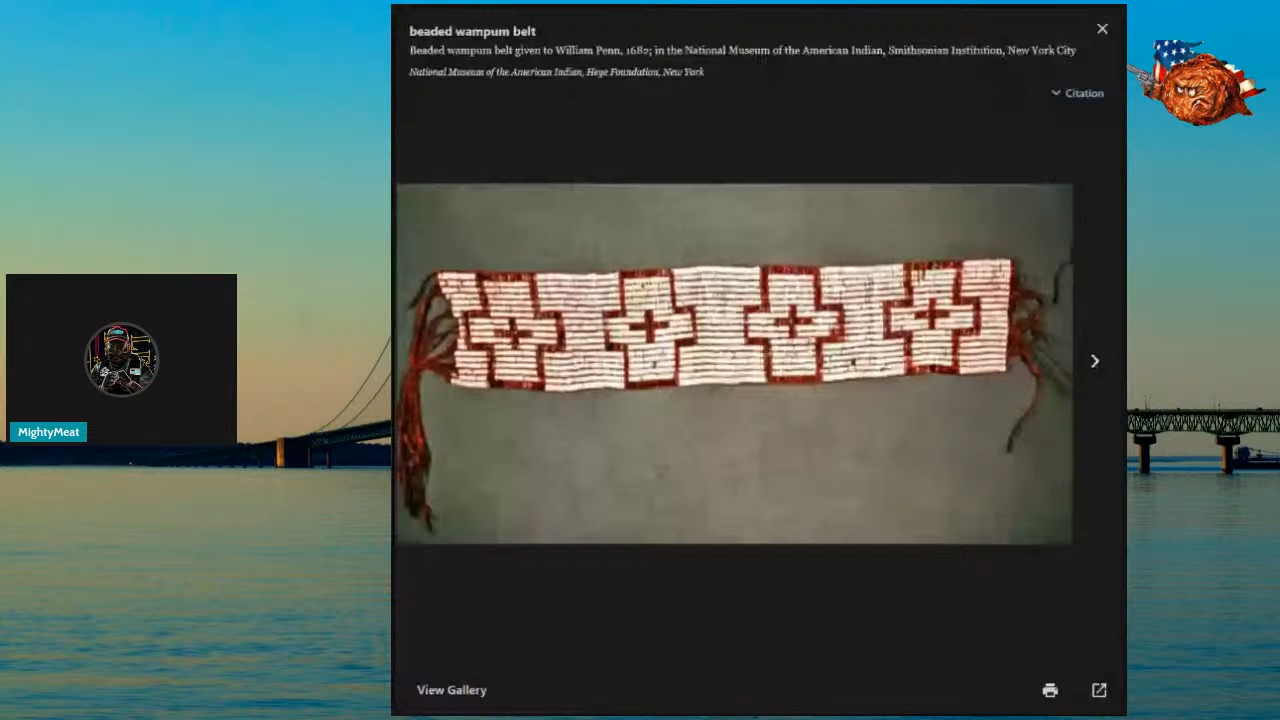 beaded wampum belt
Beaded wampum belt given to William Penn, 1682; in the National Museum of the American Indian, Smithsonian Institution, New York City
National Museum of the American Indian, Heye Foundation, New York
Citation
MightyMeat
View Gallery